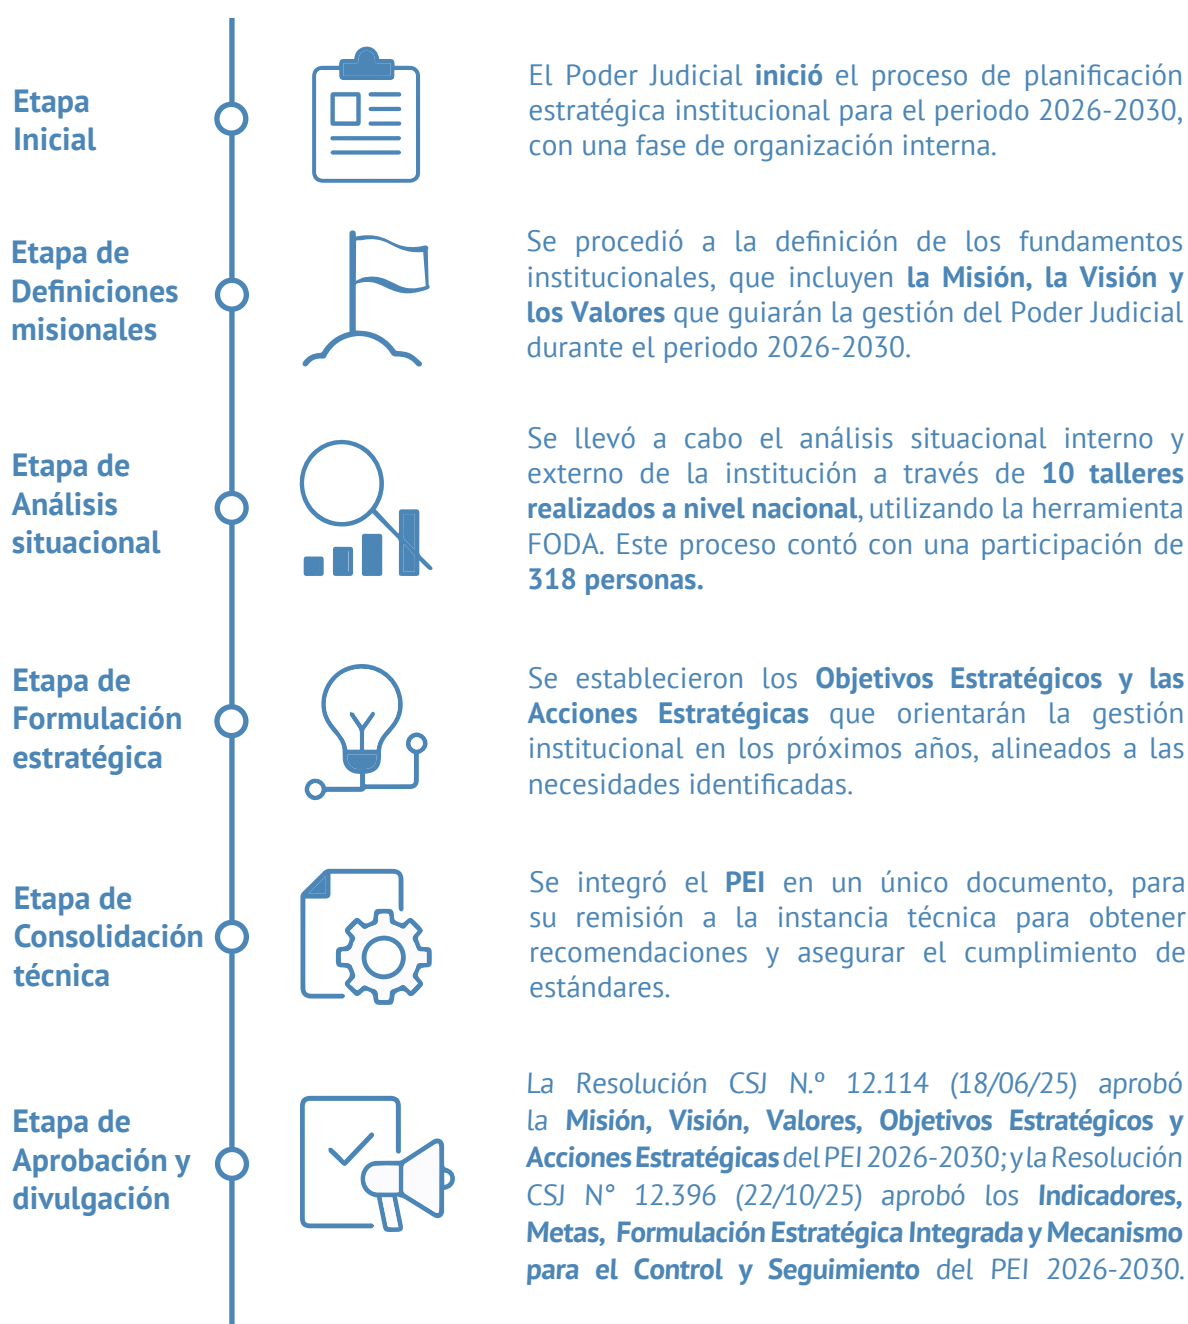 Etapa
Inicial
El Poder Judicial inició el proceso de planificación
estratégica institucional para el periodo 2026-2030,
con una fase de organización interna.
Etapa de
Definiciones
misionales
Se procedió a la definición de los fundamentos
institucionales, que incluyen la Misión, la Visión y
los Valores que guiarán la gestión del Poder Judicial
durante el periodo 2026-2030.
Etapa de
Análisis
situacional
Se llevó a cabo el análisis situacional interno y
externo de la institución a través de 10 talleres
realizados a nivel nacional, utilizando la herramienta
FODA. Este proceso contó con una participación de
318 personas.
Etapa de
Formulación
estratégica
Se establecieron los Objetivos Estratégicos y las
Acciones Estratégicas que orientarán la gestión
institucional en los próximos años, alineados a las
necesidades identificadas.
Etapa de
Consolidación
técnica
Se integró el PEI en un único documento, para
su remisión a la instancia técnica para obtener
recomendaciones y asegurar el cumplimiento de
estándares.
Etapa de
Aprobación y
divulgación
La Resolución CSJ N.º 12.114 (18/06/25) aprobó
la Misión, Visión, Valores, Objetivos Estratégicos y
Acciones Estratégicas del PEI 2026-2030; y la Resolución
CSJ N° 12.396 (22/10/25) aprobó los Indicadores,
Metas, Formulación Estratégica Integrada y Mecanismo
para el Control y Seguimiento del PEI 2026-2030.